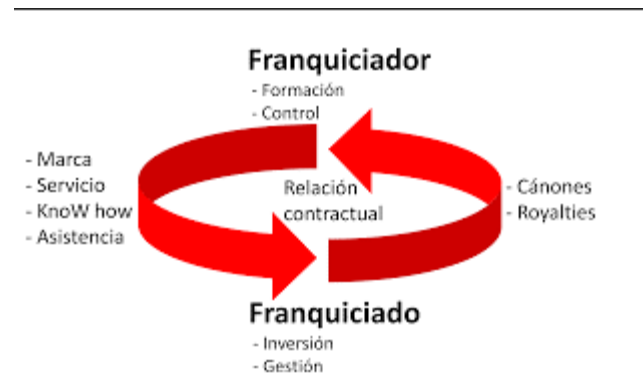 Franquiciador
- Formación
- Control
- Marca
- Servicio
- KnoW how
- Asistencia
Relación
contractual
- Cánones
- Royalties
Franquiciado
- Inversión
- Gestión